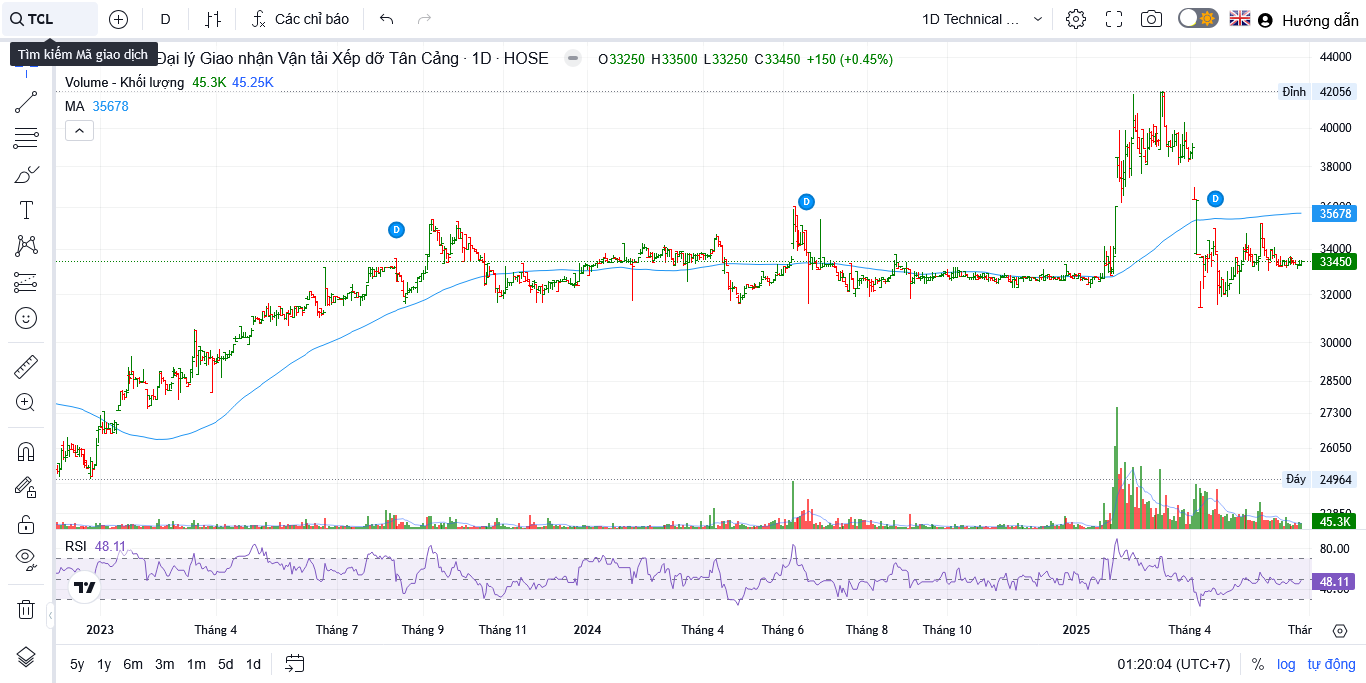 TCL D Các chỉ báo 1D Technical ... Hướng dẫn
Tìm kiếm Mã giao dịch
Đại lý Giao nhận Vận tải Xếp dỡ Tân Cảng · 1D · HOSE O33250 H33500 L33250 C33450 +150 (+0.45%)
Volume - Khối lượng 45.3K 45.25K
MA 35678
44000
Đỉnh 42056
40000
38000
36000
35678
34000
33450
32000
30000
28500
27300
26050
Đáy 24964
22850
45.3K
D
D
D
RSI 48.11
80.00
48.11
40.00
2023 Tháng 4 Tháng 7 Tháng 9 Tháng 11 2024 Tháng 4 Tháng 6 Tháng 8 Tháng 10 2025 Tháng 4 Thár
5y 1y 6m 3m 1m 5d 1d 01:20:04 (UTC+7) % log tự động